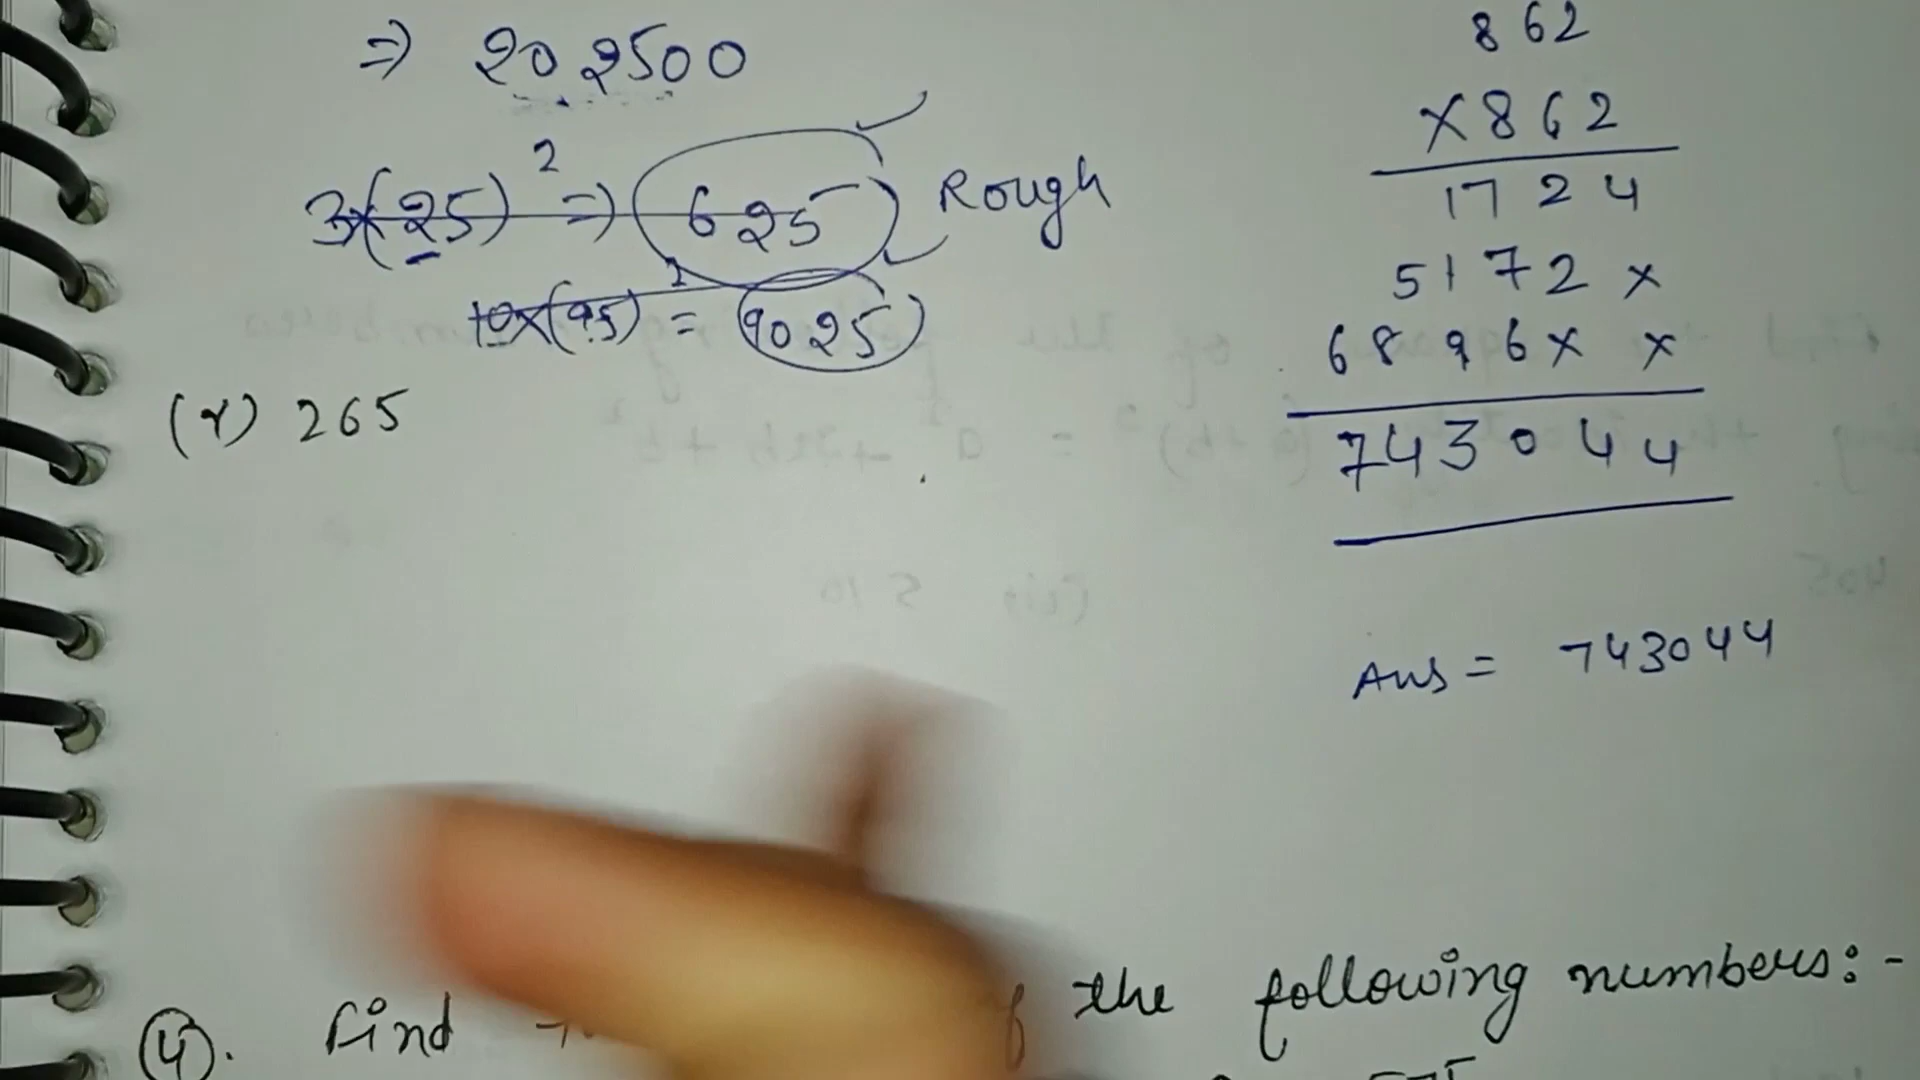 ⇒ 202500
3×(25)² ⇒ 625 Rough
10×(95)² = 9025
(v) 265
862
×862
1724
5172×
6896××
743044
Ans = 743044
(4). Find the following numbers:-